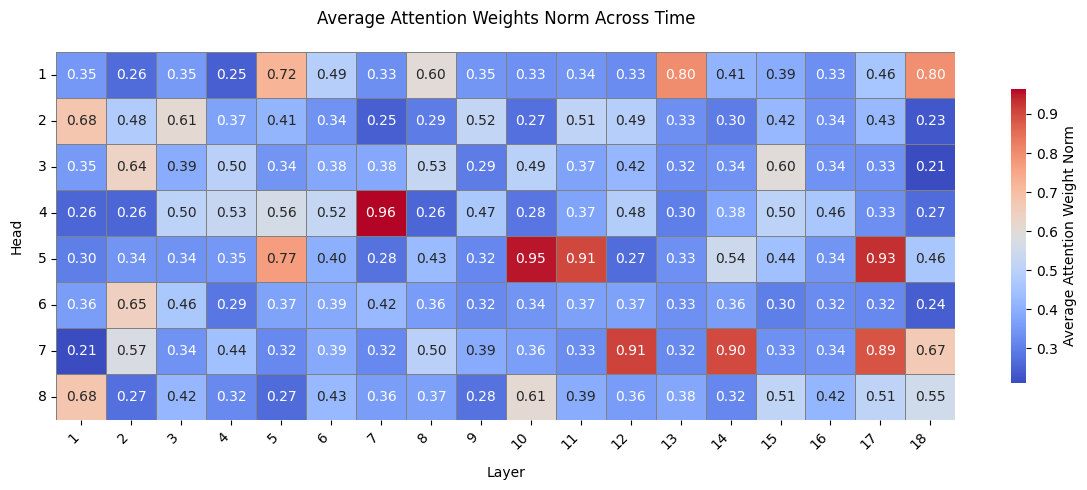 Average Attention Weights Norm Across Time
Head
1 0.35 0.26 0.35 0.25 0.72 0.49 0.33 0.60 0.35 0.33 0.34 0.33 0.80 0.41 0.39 0.33 0.46 0.80
2 0.68 0.48 0.61 0.37 0.41 0.34 0.25 0.29 0.52 0.27 0.51 0.49 0.33 0.30 0.42 0.34 0.43 0.23
3 0.35 0.64 0.39 0.50 0.34 0.38 0.38 0.53 0.29 0.49 0.37 0.42 0.32 0.34 0.60 0.34 0.33 0.21
4 0.26 0.26 0.50 0.53 0.56 0.52 0.96 0.26 0.47 0.28 0.37 0.48 0.30 0.38 0.50 0.46 0.33 0.27
5 0.30 0.34 0.34 0.35 0.77 0.40 0.28 0.43 0.32 0.95 0.91 0.27 0.33 0.54 0.44 0.34 0.93 0.46
6 0.36 0.65 0.46 0.29 0.37 0.39 0.42 0.36 0.32 0.34 0.37 0.37 0.33 0.36 0.30 0.32 0.32 0.24
7 0.21 0.57 0.34 0.44 0.32 0.39 0.32 0.50 0.39 0.36 0.33 0.91 0.32 0.90 0.33 0.34 0.89 0.67
8 0.68 0.27 0.42 0.32 0.27 0.43 0.36 0.37 0.28 0.61 0.39 0.36 0.38 0.32 0.51 0.42 0.51 0.55
1 2 3 4 5 6 7 8 9 10 11 12 13 14 15 16 17 18
Layer
0.9
0.8
0.7
0.6
0.5
0.4
0.3
Average Attention Weight Norm